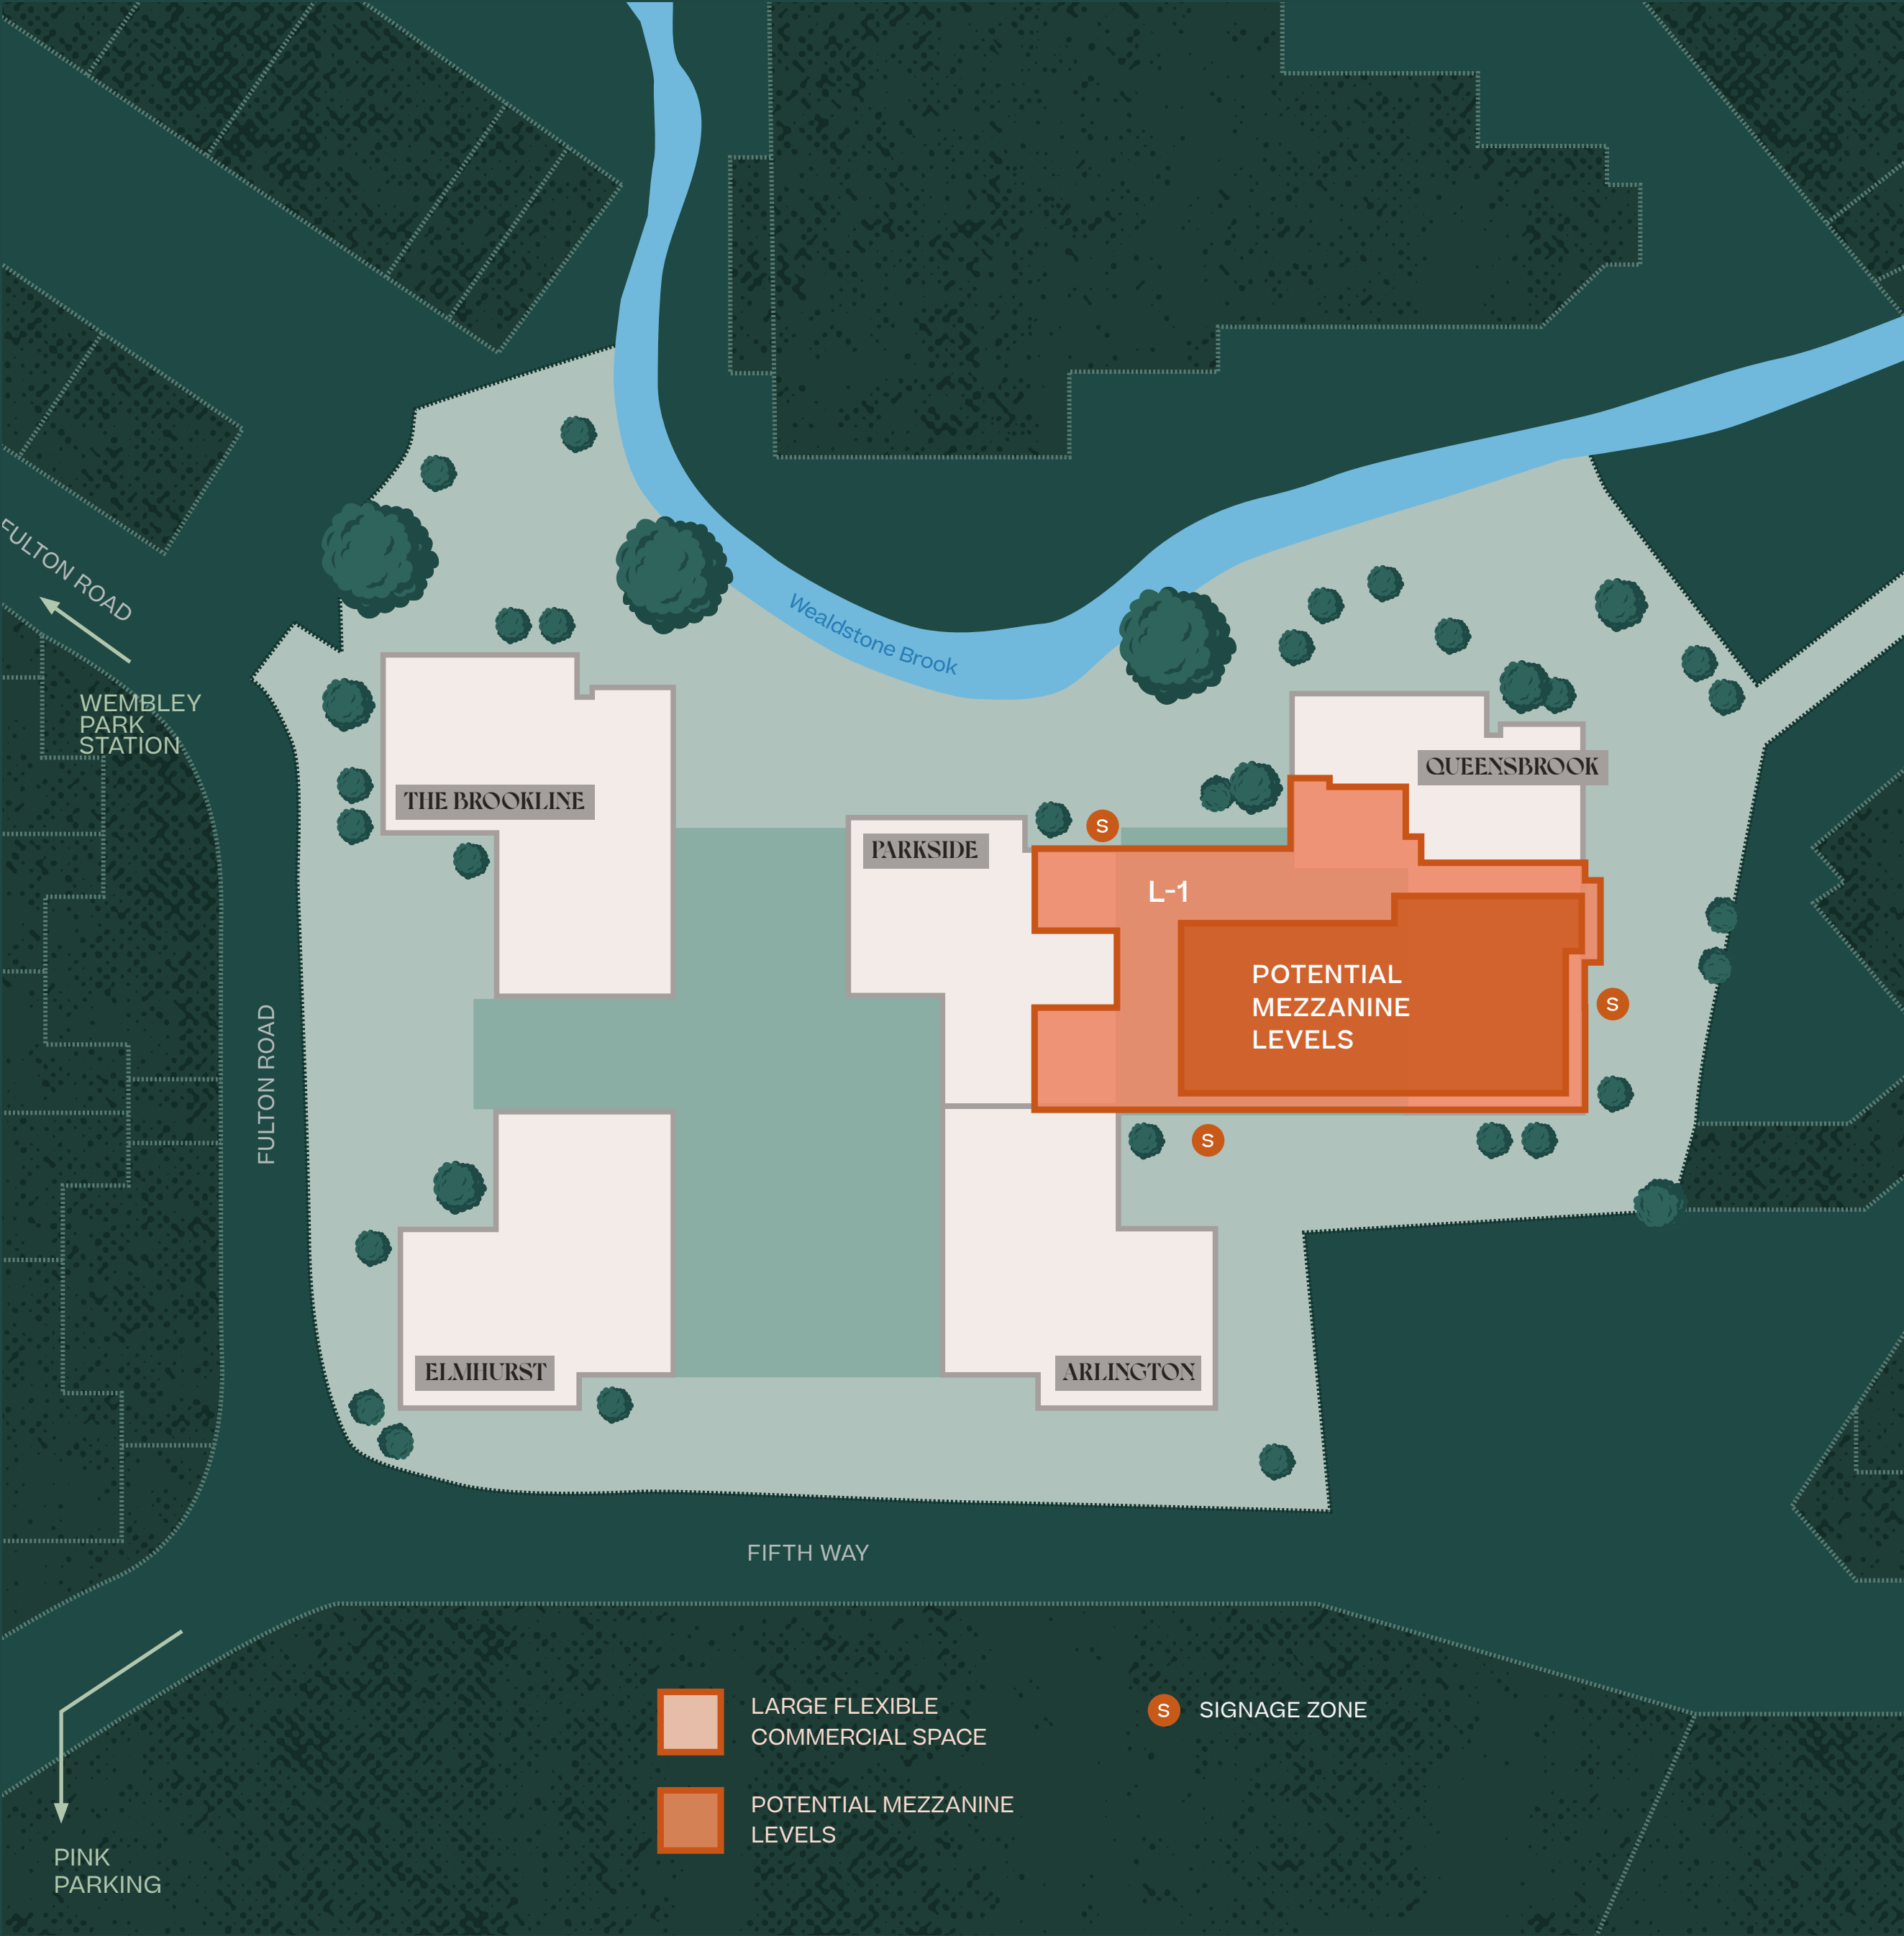 Wealdstone Brook
FULTON ROAD
WEMBLEY
PARK
STATION
THE BROOKLINE
QUEENSBROOK
PARKSIDE
S
L-1
POTENTIAL
MEZZANINE
LEVELS
S
FULTON ROAD
S
ELMHURST
ARLINGTON
FIFTH WAY
LARGE FLEXIBLE
COMMERCIAL SPACE
S SIGNAGE ZONE
POTENTIAL MEZZANINE
LEVELS
PINK
PARKING